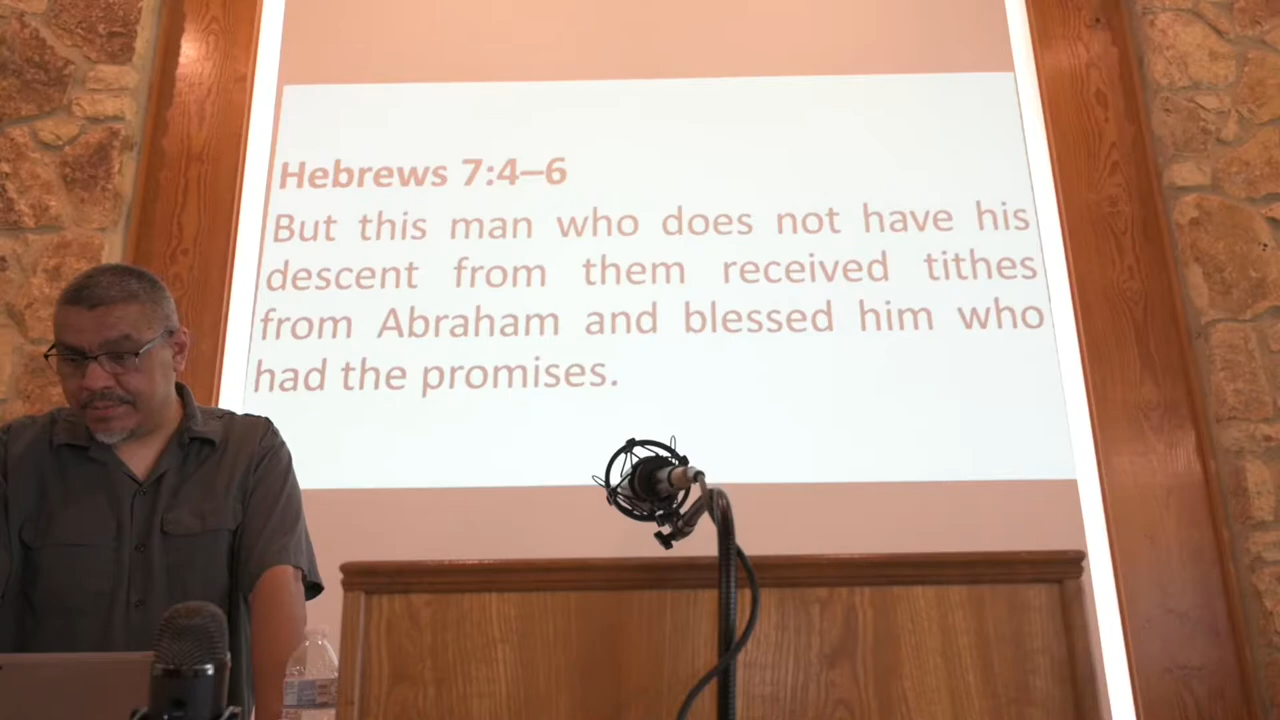 Hebrews 7:4–6
But this man who does not have his
descent from them received tithes
from Abraham and blessed him who
had the promises.